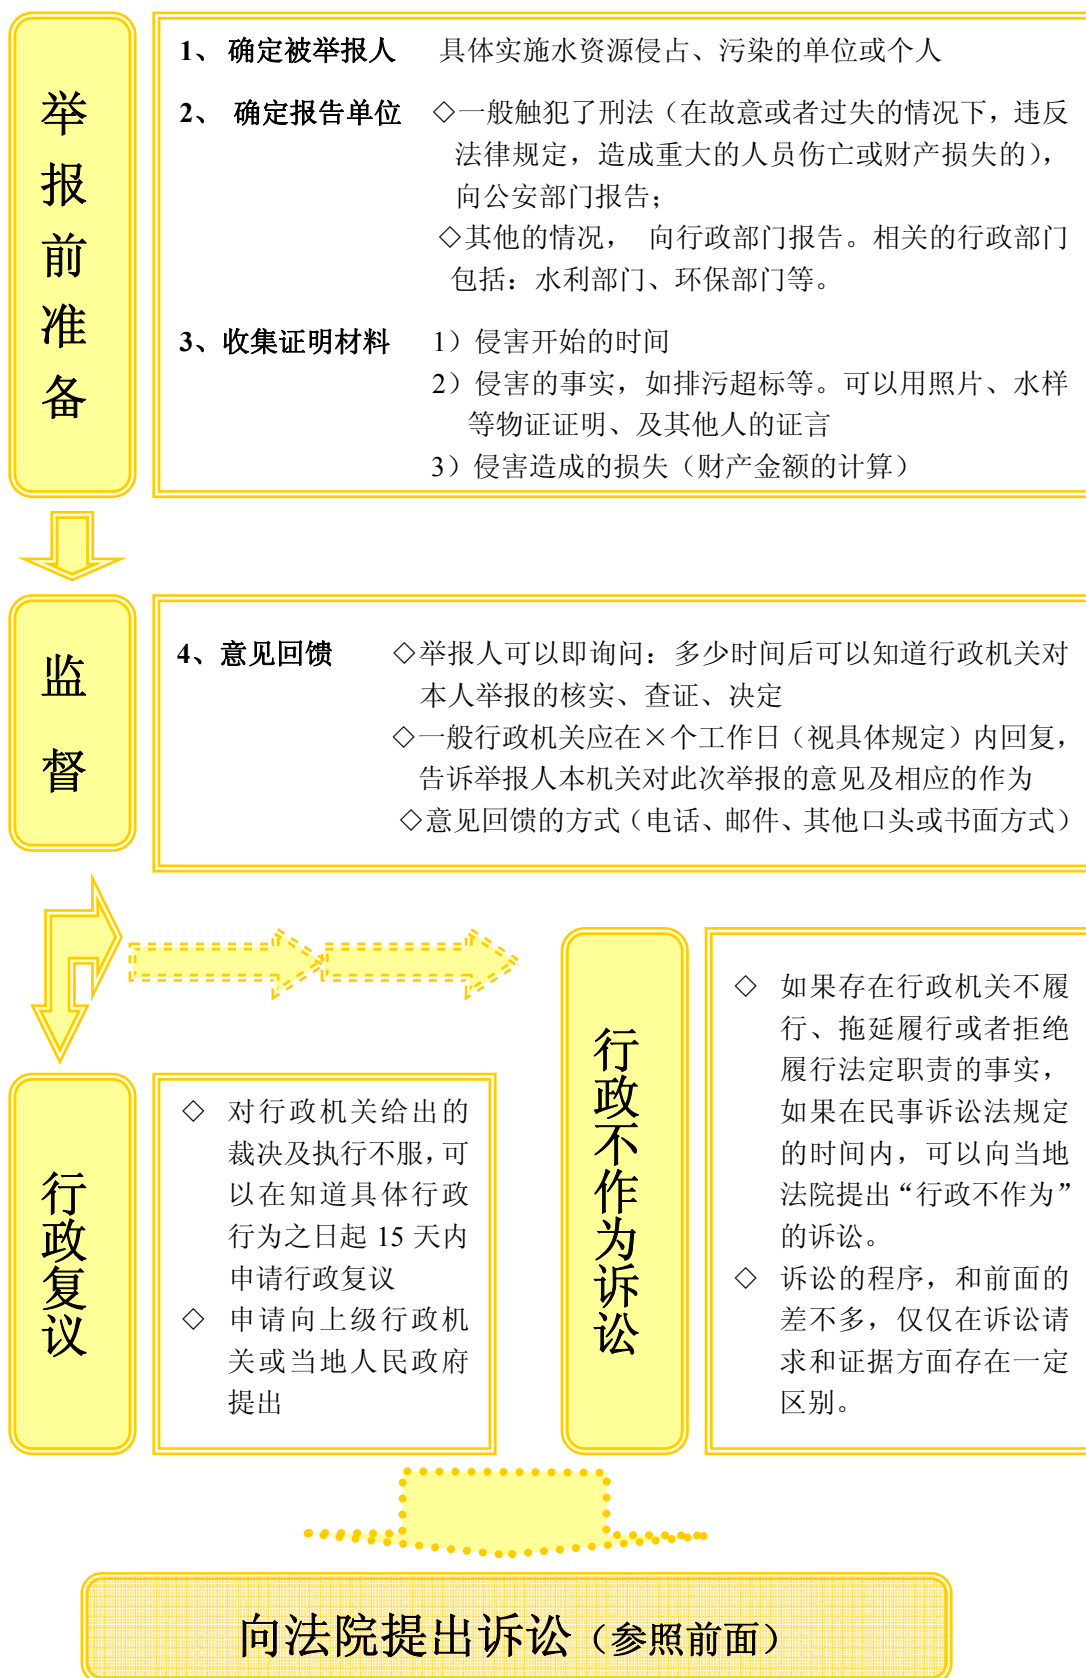 举报前准备
1、 确定被举报人 具体实施水资源侵占、污染的单位或个人
2、 确定报告单位 ◇一般触犯了刑法（在故意或者过失的情况下，违反
法律规定，造成重大的人员伤亡或财产损失的），
向公安部门报告；
◇其他的情况， 向行政部门报告。相关的行政部门
包括：水利部门、环保部门等。
3、收集证明材料 1）侵害开始的时间
2）侵害的事实，如排污超标等。可以用照片、水样
等物证证明、及其他人的证言
3）侵害造成的损失（财产金额的计算）
监督
4、意见回馈 ◇举报人可以即询问：多少时间后可以知道行政机关对
本人举报的核实、查证、决定
◇一般行政机关应在×个工作日（视具体规定）内回复，
告诉举报人本机关对此次举报的意见及相应的作为
◇意见回馈的方式（电话、邮件、其他口头或书面方式）
行政复议
◇ 对行政机关给出的
裁决及执行不服，可
以在知道具体行政
行为之日起 15 天内
申请行政复议
◇ 申请向上级行政机
关或当地人民政府
提出
行政不作为诉讼
◇ 如果存在行政机关不履
行、拖延履行或者拒绝
履行法定职责的事实，
如果在民事诉讼法规定
的时间内，可以向当地
法院提出“行政不作为”
的诉讼。
◇ 诉讼的程序，和前面的
差不多，仅仅在诉讼请
求和证据方面存在一定
区别。
向法院提出诉讼（参照前面）